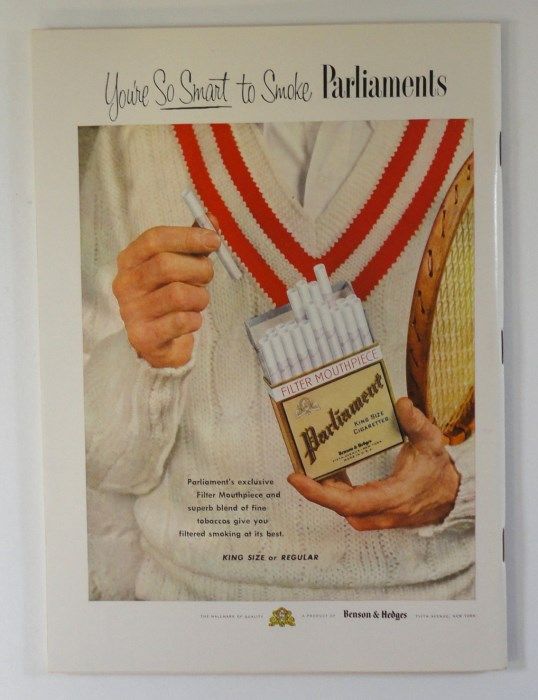 You're So Smart to Smoke Parliaments
FILTER MOUTHPIECE
Parliament
KING SIZE
CIGARETTES
Benson & Hedges
Parliament's exclusive
Filter Mouthpiece and
superb blend of fine
tobaccos give you
filtered smoking at its best.
KING SIZE or REGULAR
THE HALLMARK OF QUALITY A PRODUCT OF Benson & Hedges FIFTH AVENUE, NEW YORK